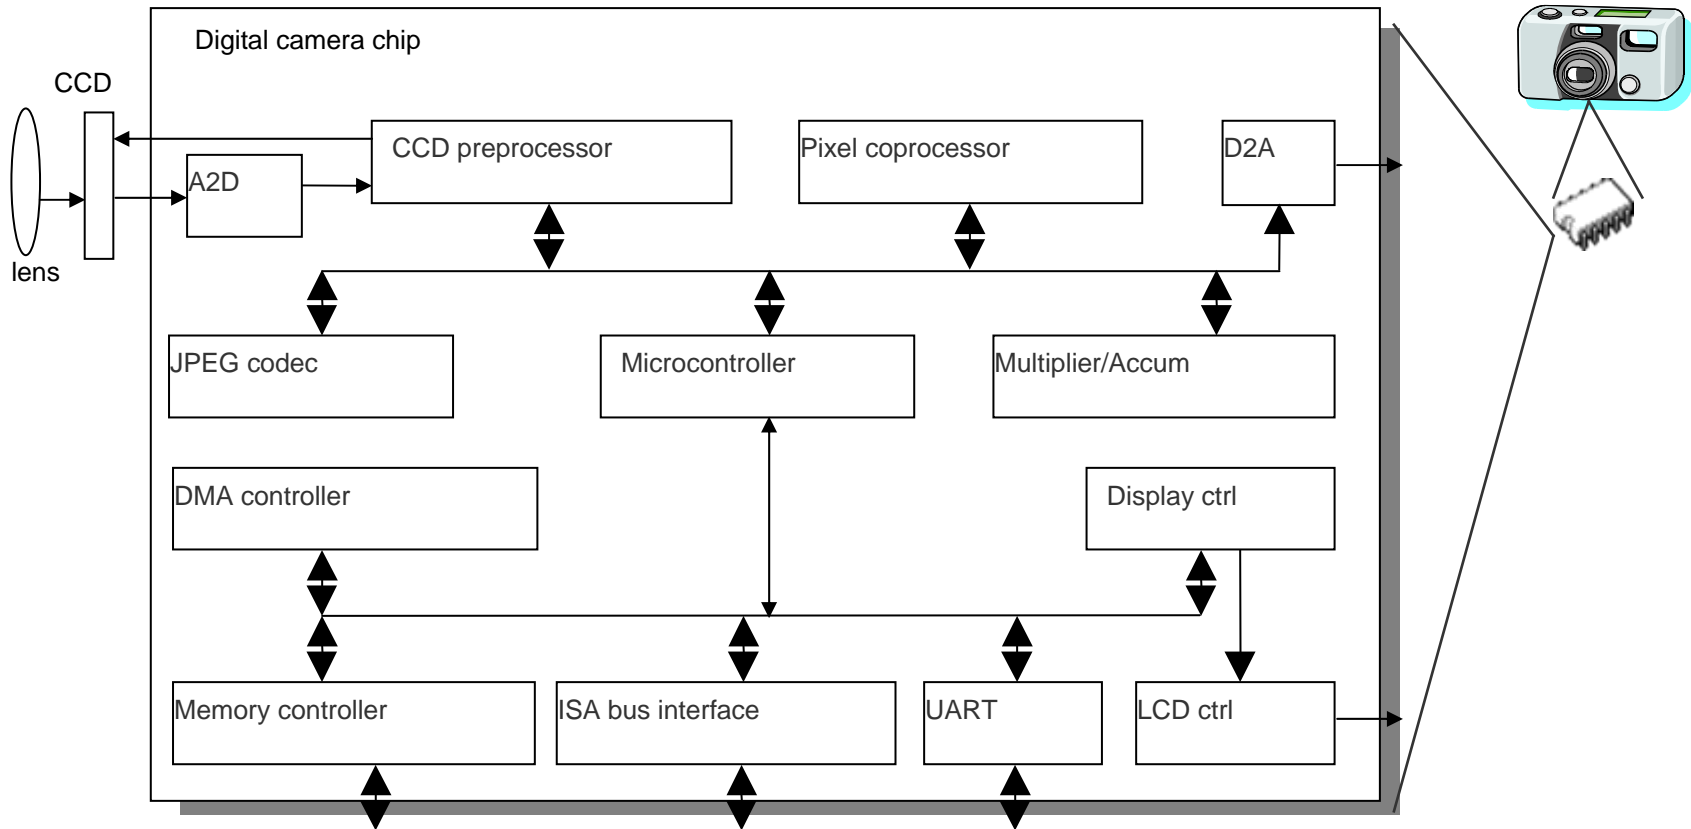 Digital camera chip
CCD
CCD preprocessor
Pixel coprocessor
D2A
A2D
lens
JPEG codec
Microcontroller
Multiplier/Accum
DMA controller
Display ctrl
Memory controller
ISA bus interface
UART
LCD ctrl